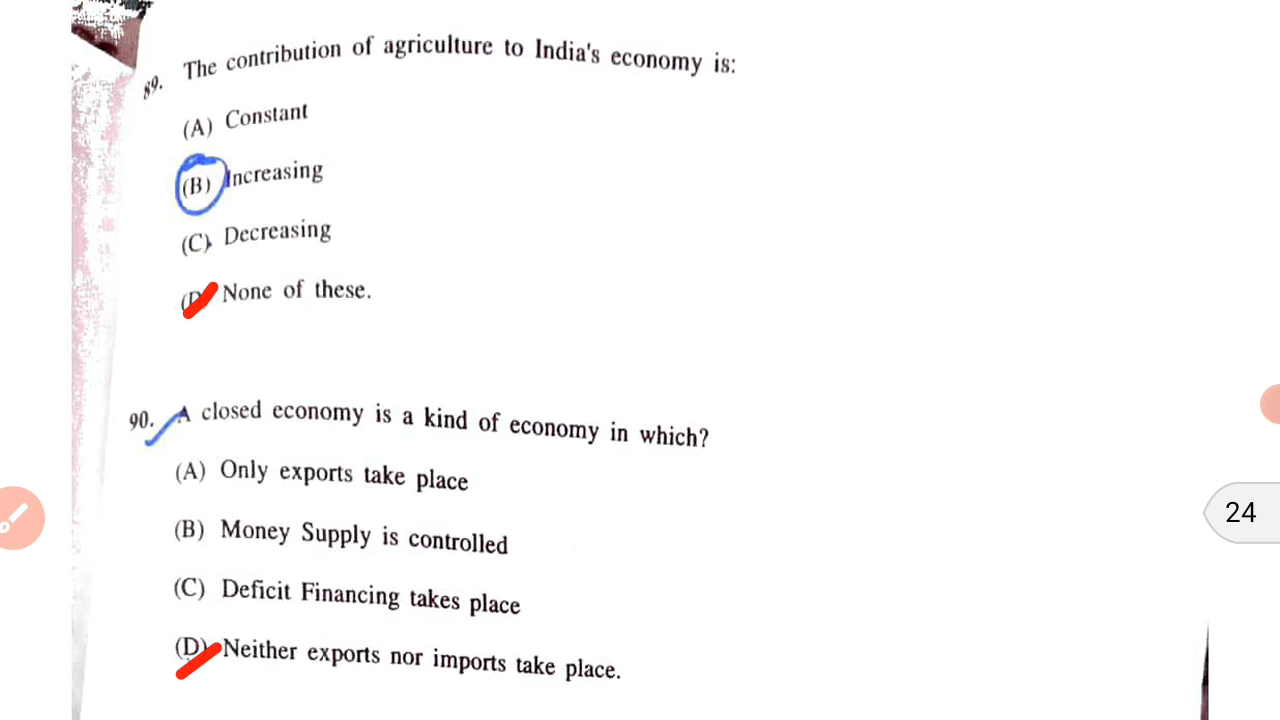 89. The contribution of agriculture to India's economy is:
(A) Constant
(B) Increasing
(C) Decreasing
(D) None of these.
90. A closed economy is a kind of economy in which?
(A) Only exports take place
(B) Money Supply is controlled
(C) Deficit Financing takes place
(D) Neither exports nor imports take place.
24